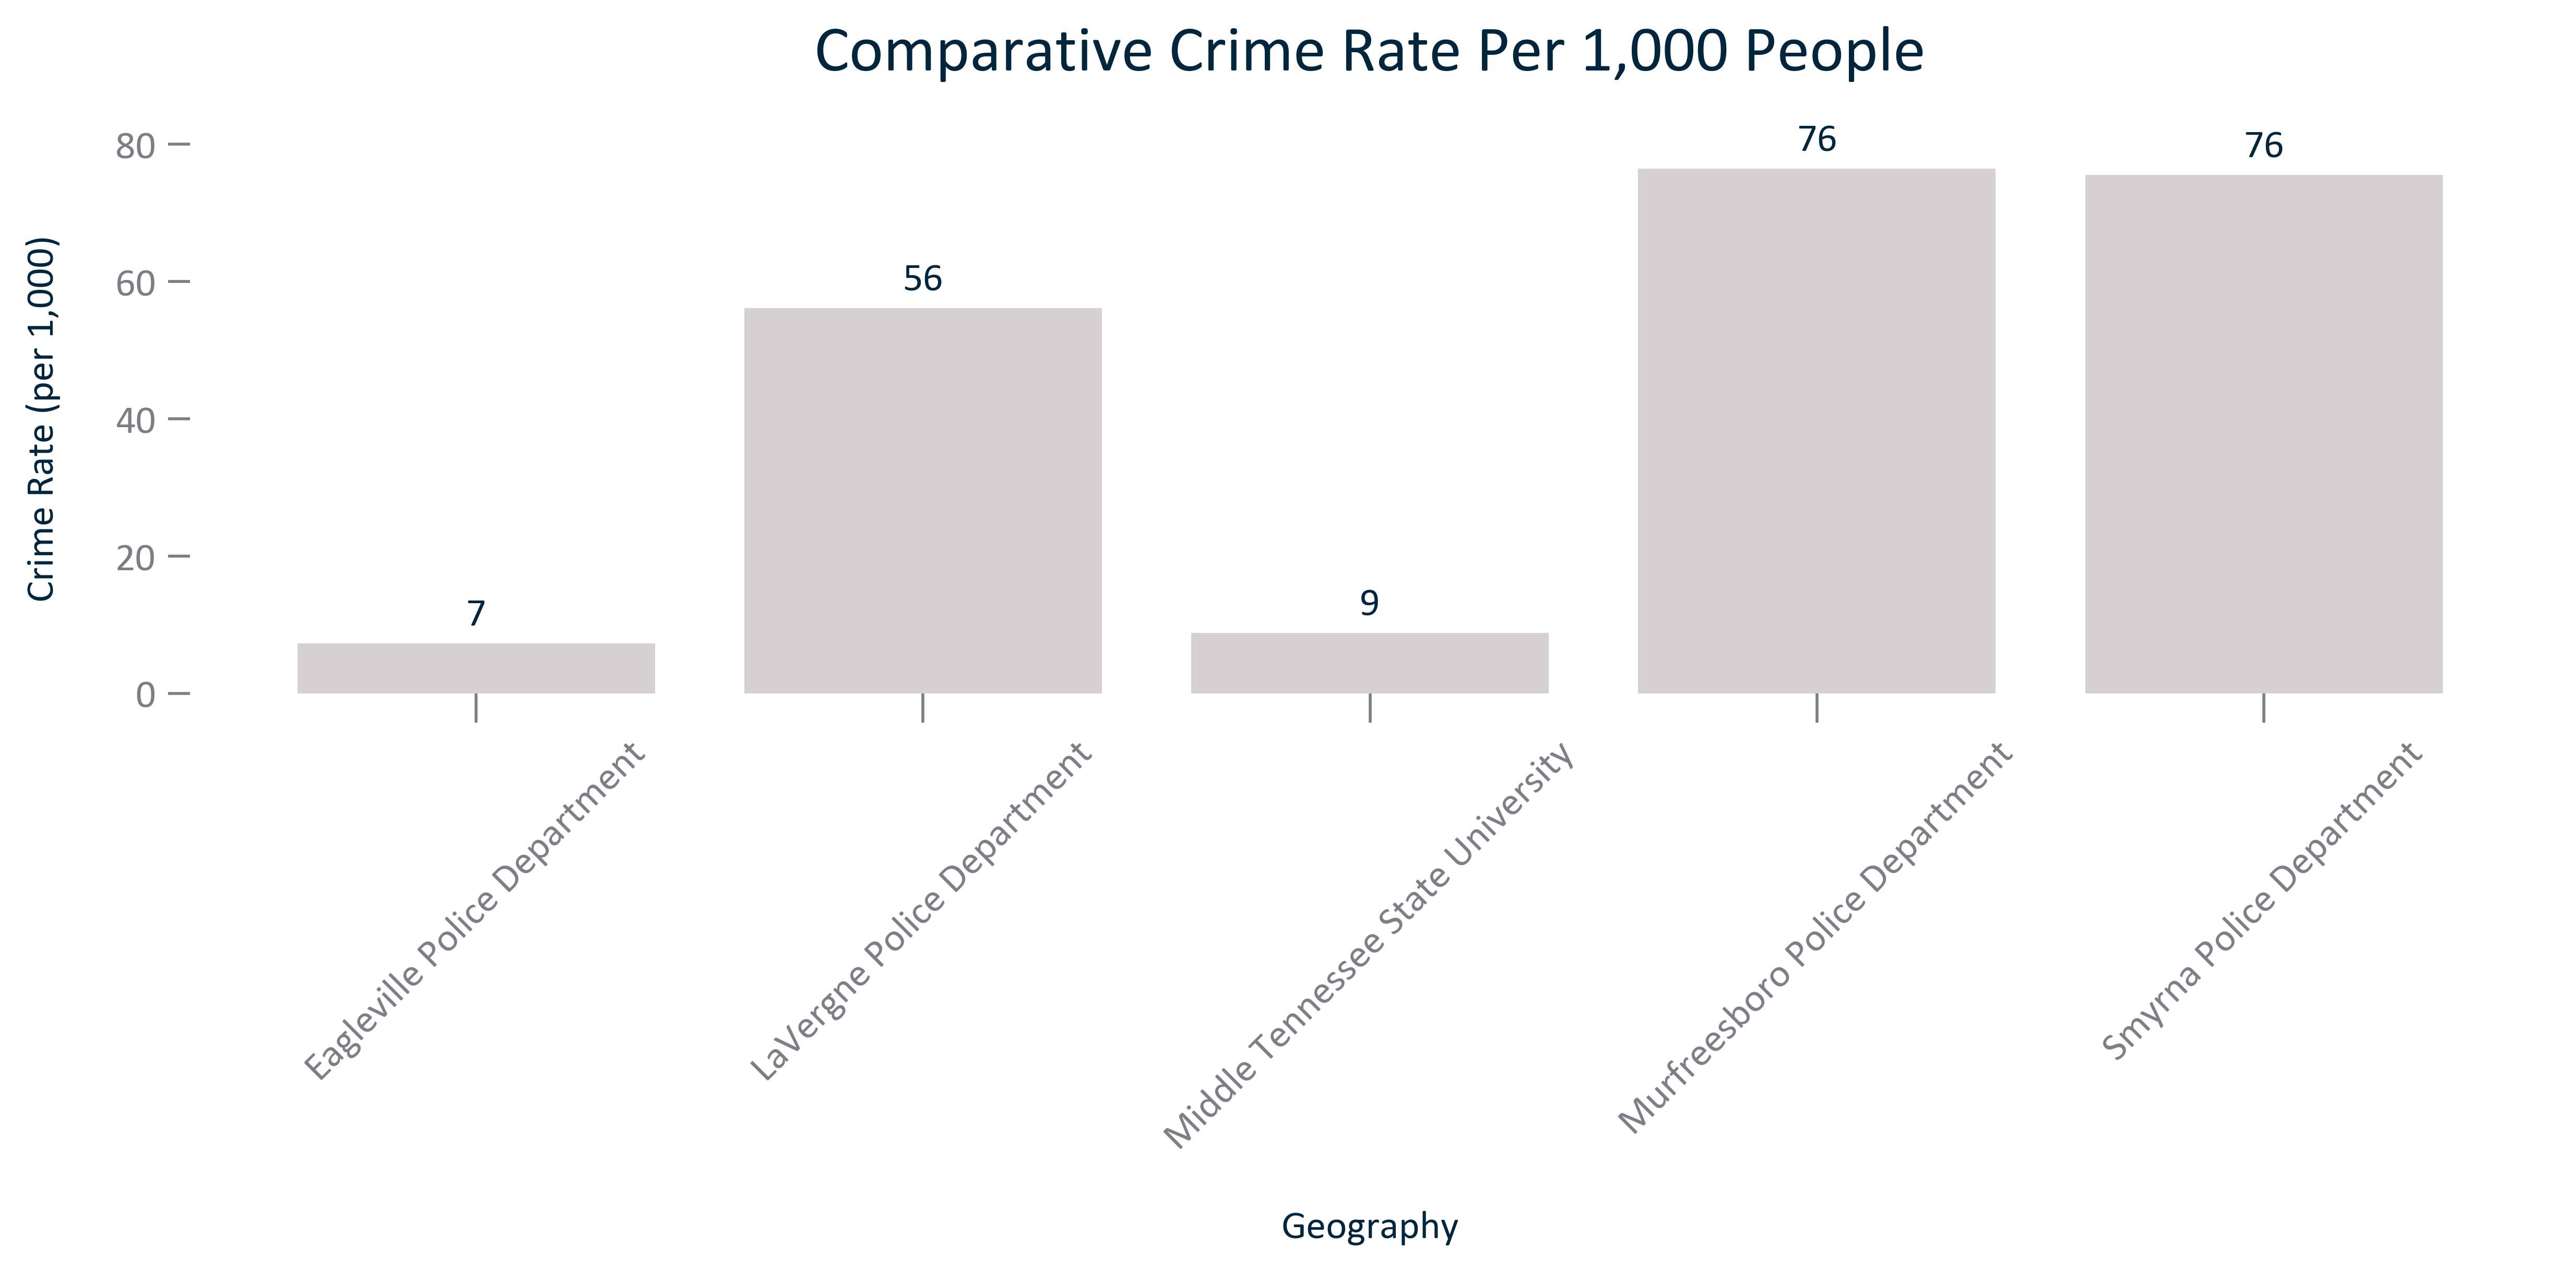 Comparative Crime Rate Per 1,000 People
Crime Rate (per 1,000)
80
60
40
20
0
7
56
9
76
76
Eagleville Police Department
LaVergne Police Department
Middle Tennessee State University
Murfreesboro Police Department
Smyrna Police Department
Geography